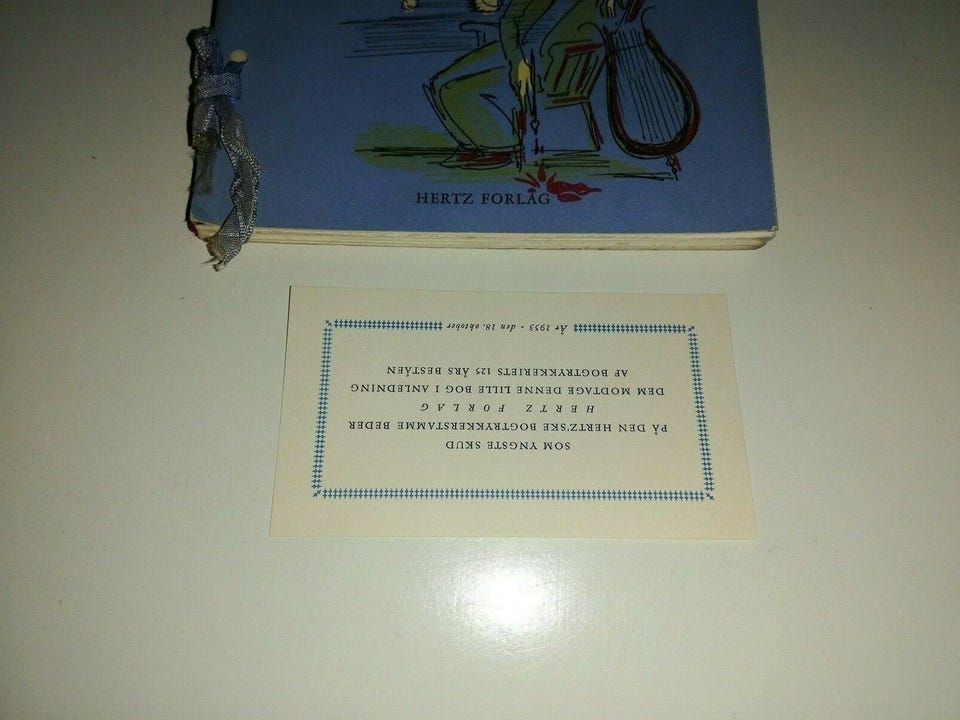 HERTZ FORLAG
SOM YNGSTE SKUD
PÅ DEN HERTZ'SKE BOGTRYKKERSTAMME BEDER
HERTZ FORLAG
DEM MODTAGE DENNE LILLE BOG I ANLEDNING
AF BOGTRYKKERIETS 125 ÅRS BESTÅEN
År 1953 - den 18. oktober